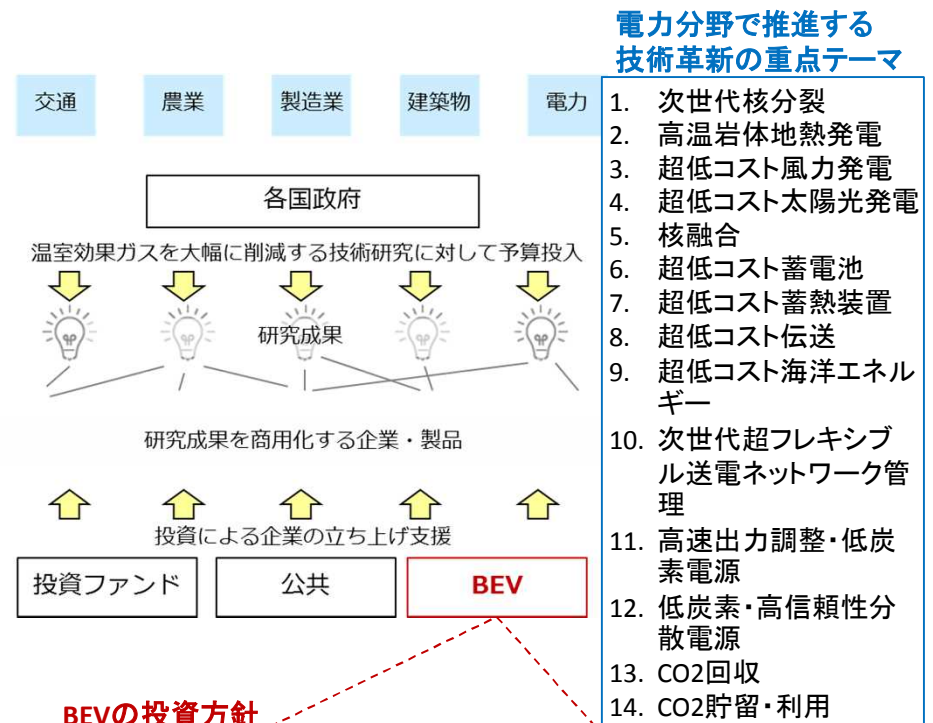 電力分野で推進する
技術革新の重点テーマ
交通
農業
製造業
建築物
電力
各国政府
温室効果ガスを大幅に削減する技術研究に対して予算投入
研究成果
研究成果を商用化する企業・製品
投資による企業の立ち上げ支援
投資ファンド
公共
BEV
BEVの投資方針
1. 次世代核分裂
2. 高温岩体地熱発電
3. 超低コスト風力発電
4. 超低コスト太陽光発電
5. 核融合
6. 超低コスト蓄電池
7. 超低コスト蓄熱装置
8. 超低コスト伝送
9. 超低コスト海洋エネル
ギー
10. 次世代超フレキシブ
ル送電ネットワーク管
理
11. 高速出力調整・低炭
素電源
12. 低炭素・高信頼性分
散電源
13. CO2回収
14. CO2貯留・利用